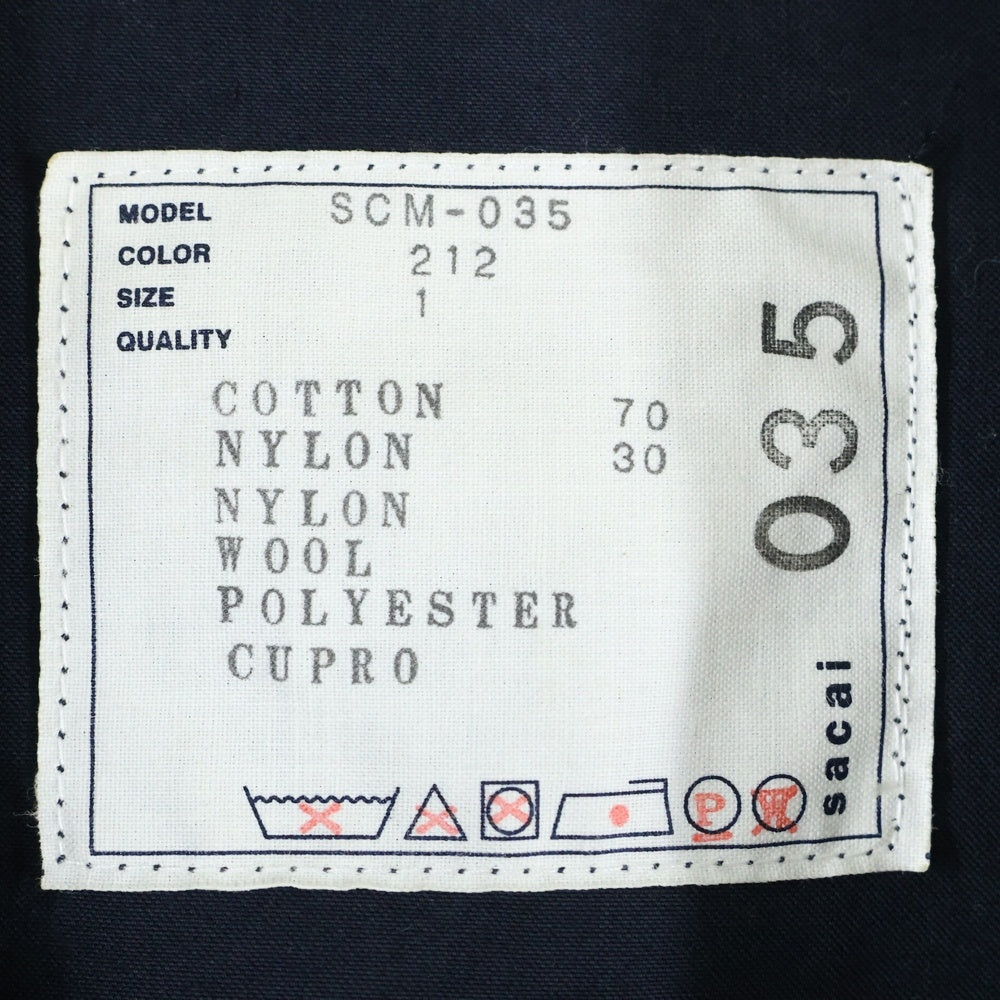 MODEL SCM-035
COLOR 212
SIZE 1
QUALITY
COTTON 70
NYLON 30
NYLON
WOOL
POLYESTER
CUPRO
P
W
sacai 035